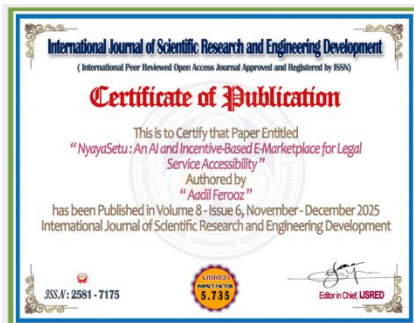 International Journal of Scientific Research and Engineering Development
( International Peer Reviewed Open Access Journal Approved and Registered by ISSN)
Certificate of Publication
This is to Certify that Paper Entitled
“ NyayaSetu : An AI and Incentive-Based E-Marketplace for Legal
Service Accessibility ”
Authored by
“ Aadil Ferooz ”
has been Published in Volume 8 - Issue 6, November - December 2025
International Journal of Scientific Research and Engineering Development
ISSN : 2581 - 7175
IJSRED
IMPACT FACTOR
5.735
Editor in Chief, IJSRED